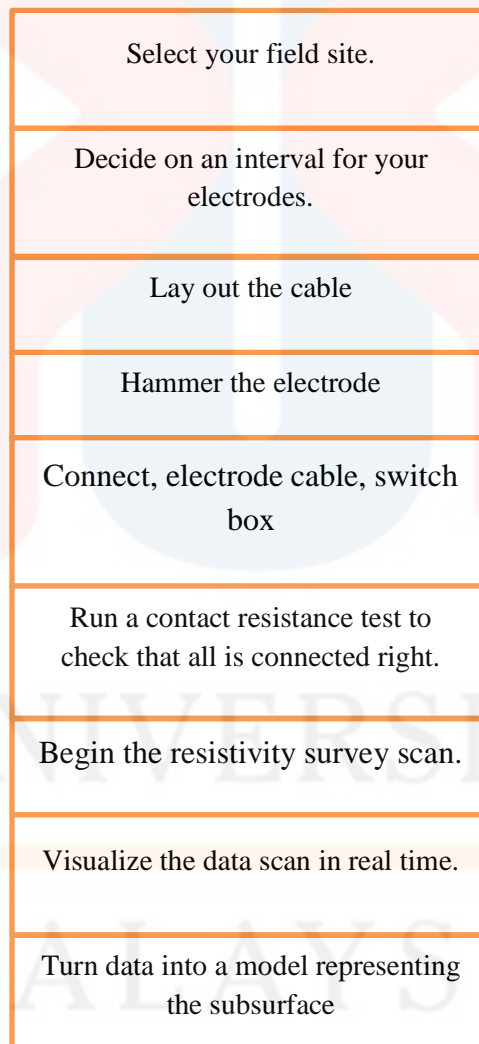 Select your field site.
Decide on an interval for your
electrodes.
Lay out the cable
Hammer the electrode
Connect, electrode cable, switch
box
Run a contact resistance test to
check that all is connected right.
NIVERSI
Begin the resistivity survey scan.
Visualize the data scan in real time.
ALAYS
Turn data into a model representing
the subsurface